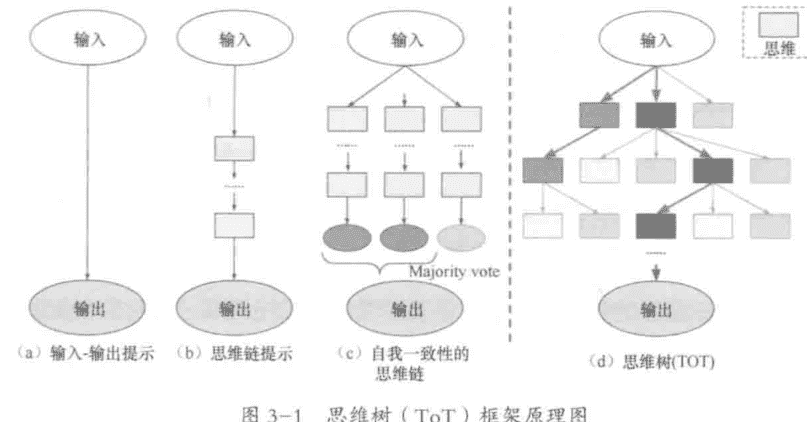 输入
输入
输入
输入
思维
......
......
......
......
......
Majority vote
输出
输出
输出
输出
(a) 输入-输出提示
(b) 思维链提示
(c) 自我一致性的
思维链
(d) 思维树(TOT)
图 3-1 思维树（ToT）框架原理图